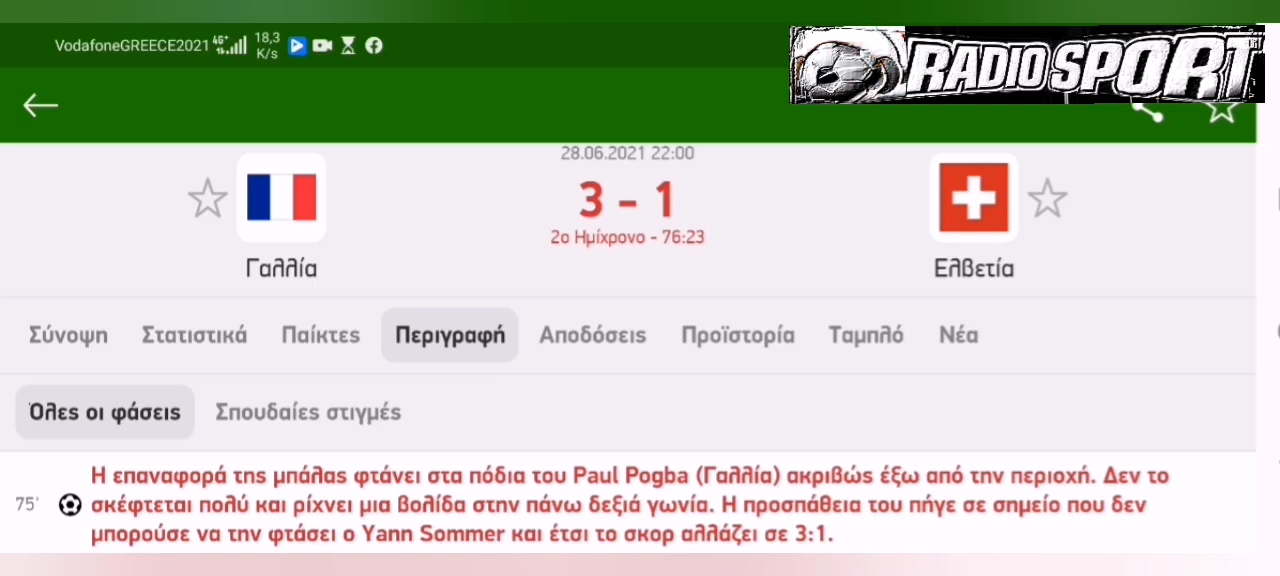 VodafoneGREECE2021 4G+ 18,3 K/s
RADIO SPORT
28.06.2021 22:00
3 - 1
2ο Ημίχρονο - 76:23
Γαλλία
Ελβετία
Σύνοψη Στατιστικά Παίκτες Περιγραφή Αποδόσεις Προϊστορία Ταμπλό Νέα
Όλες οι φάσεις Σπουδαίες στιγμές
Η επαναφορά της μπάλας φτάνει στα πόδια του Paul Pogba (Γαλλία) ακριβώς έξω από την περιοχή. Δεν το
75' σκέφτεται πολύ και ρίχνει μια βολίδα στην πάνω δεξιά γωνία. Η προσπάθεια του πήγε σε σημείο που δεν
μπορούσε να την φτάσει ο Yann Sommer και έτσι το σκορ αλλάζει σε 3:1.